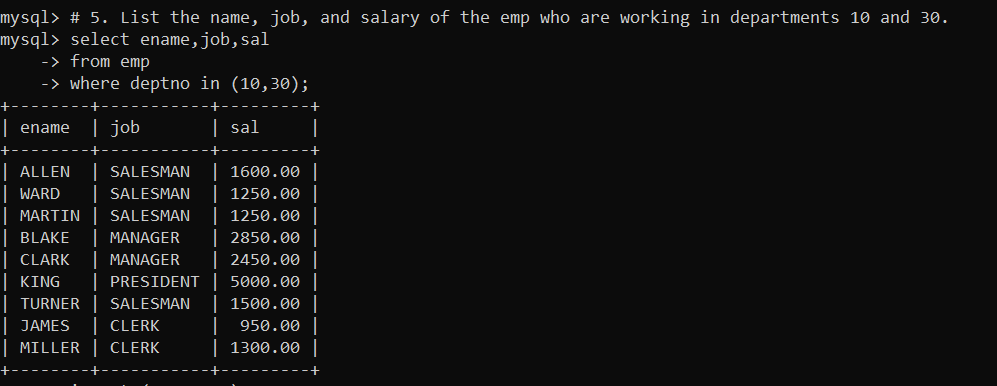 mysql> # 5. List the name, job, and salary of the emp who are working in departments 10 and 30.
mysql> select ename,job,sal
    -> from emp
    -> where deptno in (10,30);
+--------+-----------+---------+
| ename  | job       | sal     |
+--------+-----------+---------+
| ALLEN  | SALESMAN  | 1600.00 |
| WARD   | SALESMAN  | 1250.00 |
| MARTIN | SALESMAN  | 1250.00 |
| BLAKE  | MANAGER   | 2850.00 |
| CLARK  | MANAGER   | 2450.00 |
| KING   | PRESIDENT | 5000.00 |
| TURNER | SALESMAN  | 1500.00 |
| JAMES  | CLERK     |  950.00 |
| MILLER | CLERK     | 1300.00 |
+--------+-----------+---------+